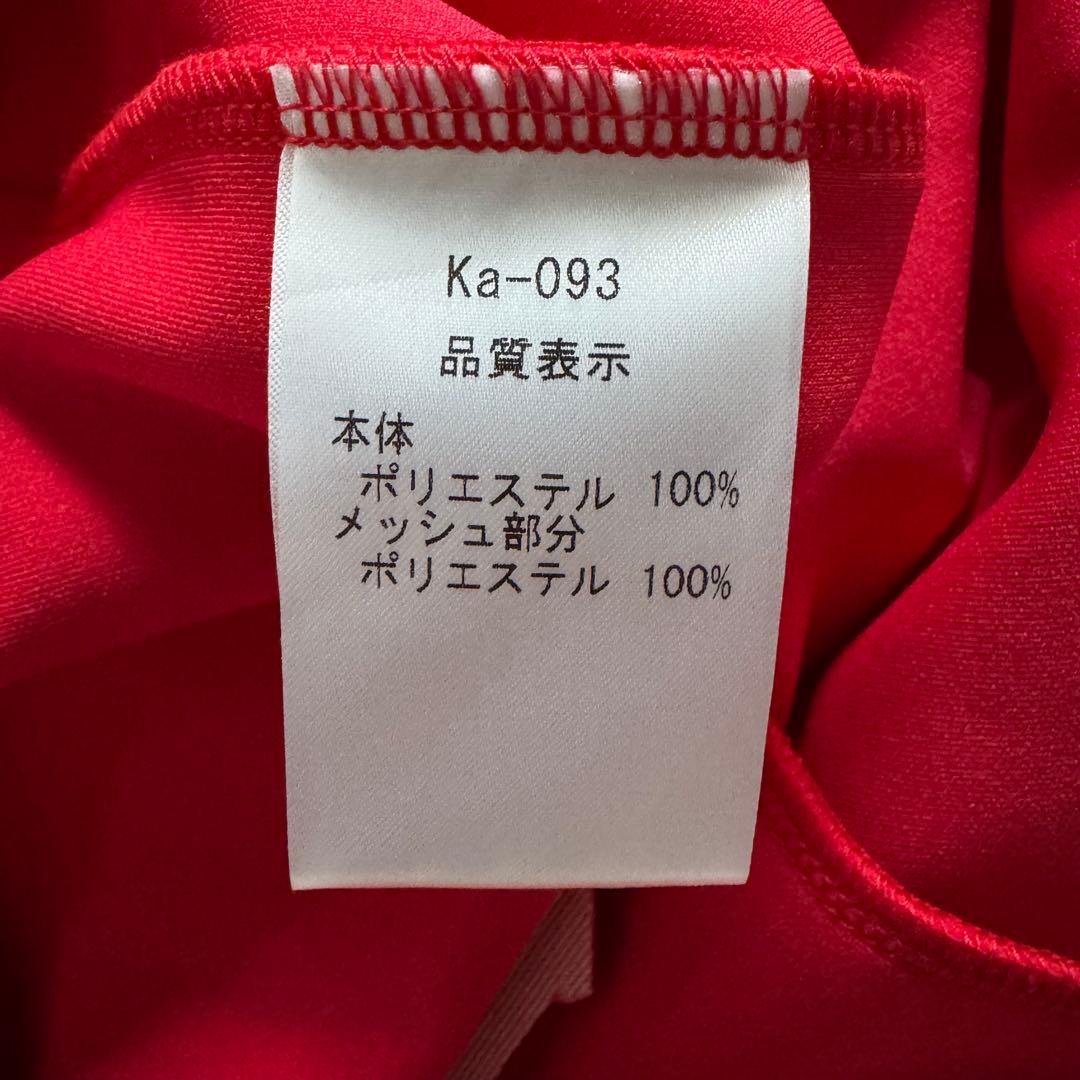 Ka-093
品質表示
本体
ポリエステル 100%
メッシュ部分
ポリエステル 100%